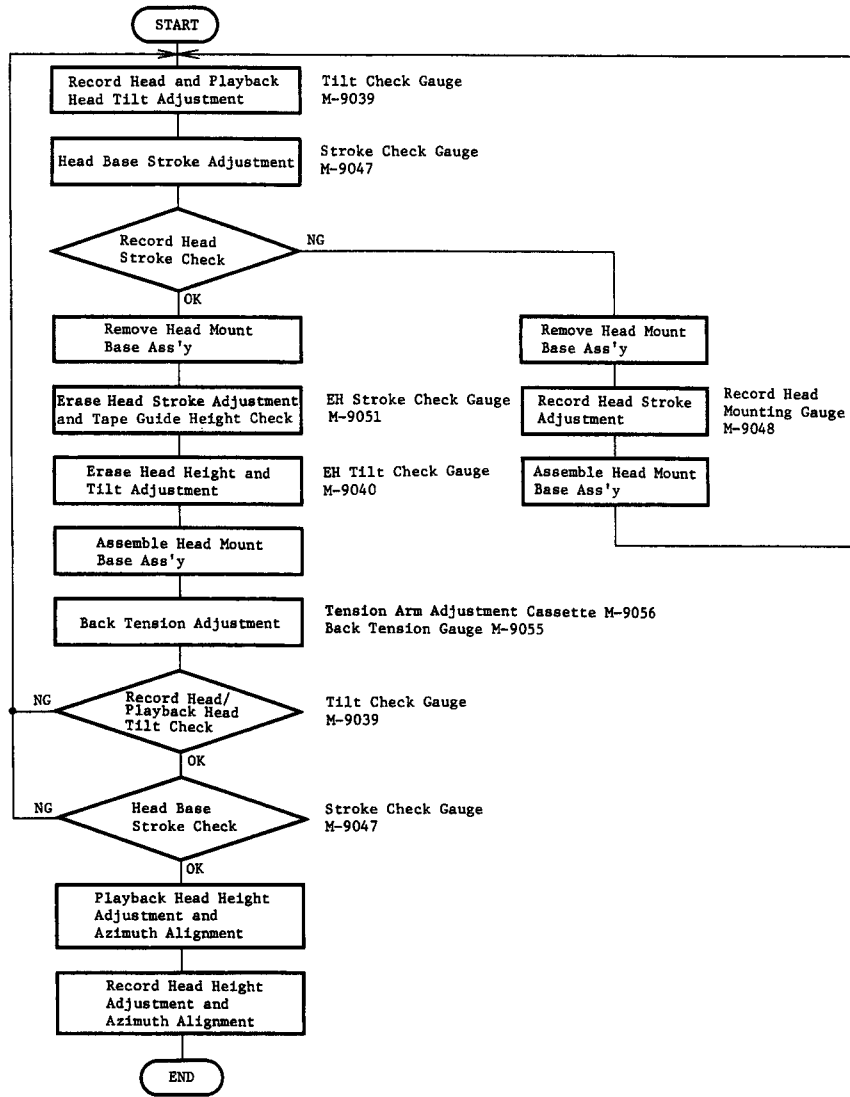 START
Record Head and Playback
Head Tilt Adjustment
Tilt Check Gauge
M-9039
Head Base Stroke Adjustment
Stroke Check Gauge
M-9047
Record Head
Stroke Check
NG
OK
Remove Head Mount
Base Ass'y
Remove Head Mount
Base Ass'y
Erase Head Stroke Adjustment
and Tape Guide Height Check
EH Stroke Check Gauge
M-9051
Record Head Stroke
Adjustment
Record Head
Mounting Gauge
M-9048
Erase Head Height and
Tilt Adjustment
EH Tilt Check Gauge
M-9040
Assemble Head Mount
Base Ass'y
Assemble Head Mount
Base Ass'y
Back Tension Adjustment
Tension Arm Adjustment Cassette M-9056
Back Tension Gauge M-9055
NG
Record Head/
Playback Head
Tilt Check
Tilt Check Gauge
M-9039
OK
NG
Head Base
Stroke Check
Stroke Check Gauge
M-9047
OK
Playback Head Height
Adjustment and
Azimuth Alignment
Record Head Height
Adjustment and
Azimuth Alignment
END